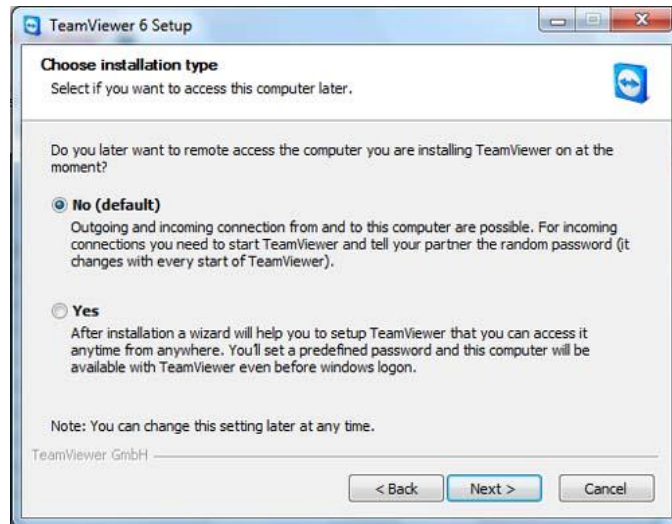 TeamViewer 6 Setup
Choose installation type
Select if you want to access this computer later.
Do you later want to remote access the computer you are installing TeamViewer on at the
moment?
No (default)
Outgoing and incoming connection from and to this computer are possible. For incoming
connections you need to start TeamViewer and tell your partner the random password (it
changes with every start of TeamViewer).
Yes
After installation a wizard will help you to setup TeamViewer that you can access it
anytime from anywhere. You'll set a predefined password and this computer will be
available with TeamViewer even before windows logon.
Note: You can change this setting later at any time.
TeamViewer GmbH
< Back Next > Cancel